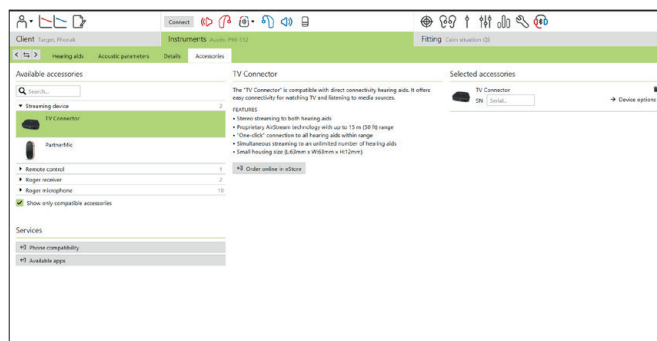 Connect
Client Target, Phonak
Instruments Audéo
Fitting Calm situation
Hearing aids
Acoustic parameters
Details
Accessories
Available accessories
Search...
Streaming device 2
TV Connector
PartnerMic
Remote control 1
Roger receiver 2
Roger microphone 10
Show only compatible accessories
Services
Phone compatibility
Available apps
TV Connector
The "TV Connector" is compatible with direct connectivity hearing aids. It offers
easy connectivity for watching TV and listening to media sources.
FEATURES
• Stereo streaming to both hearing aids
• Proprietary AirStream technology with up to 15 m (50 ft) range
• "One-click" connection to all hearing aids within range
• Simultaneous streaming to an unlimited number of hearing aids
• Small housing size (L:63mm x W:63mm x H:12mm)
Order online in eStore
Selected accessories
TV Connector
SN Serial...
Device options